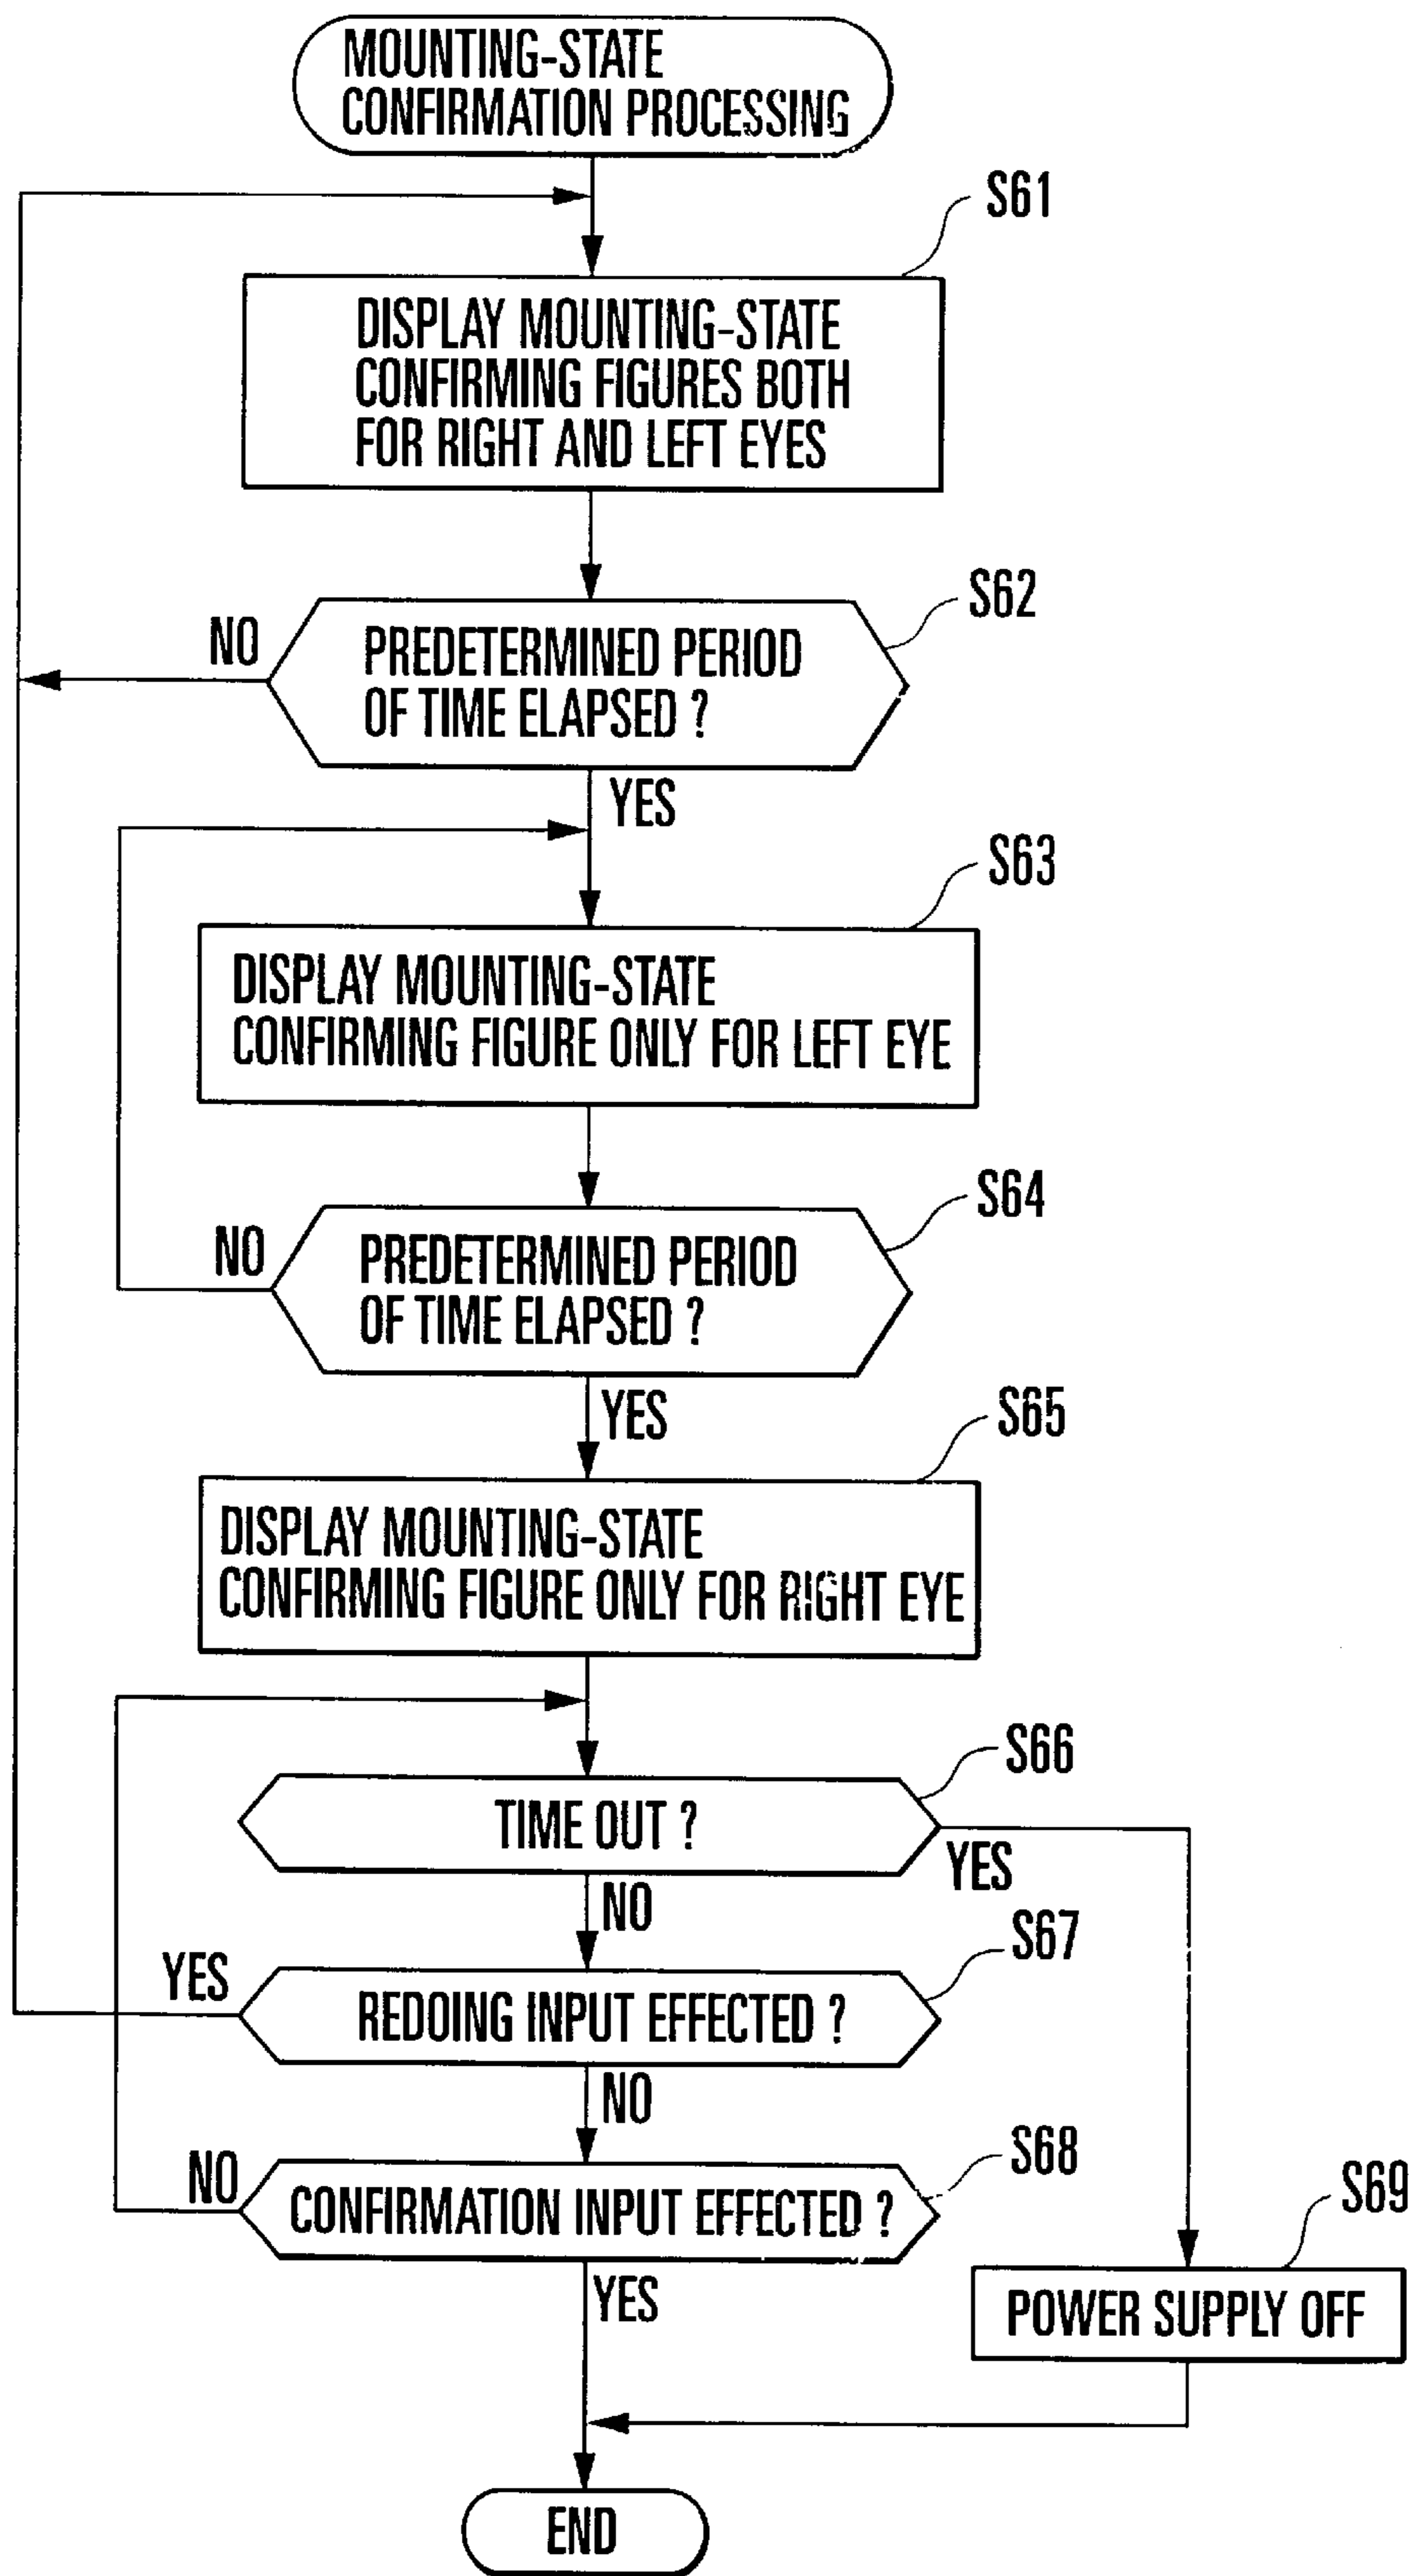 MOUNTING-STATE
CONFIRMATION PROCESSING
S61
DISPLAY MOUNTING-STATE
CONFIRMING FIGURES BOTH
FOR RIGHT AND LEFT EYES
S62
NO
PREDETERMINED PERIOD
OF TIME ELAPSED ?
YES
S63
DISPLAY MOUNTING-STATE
CONFIRMING FIGURE ONLY FOR LEFT EYE
S64
NO
PREDETERMINED PERIOD
OF TIME ELAPSED ?
YES
S65
DISPLAY MOUNTING-STATE
CONFIRMING FIGURE ONLY FOR RIGHT EYE
S66
TIME OUT ?
YES
NO
S67
YES
REDOING INPUT EFFECTED ?
NO
S68
NO
CONFIRMATION INPUT EFFECTED ?
S69
YES
POWER SUPPLY OFF
END